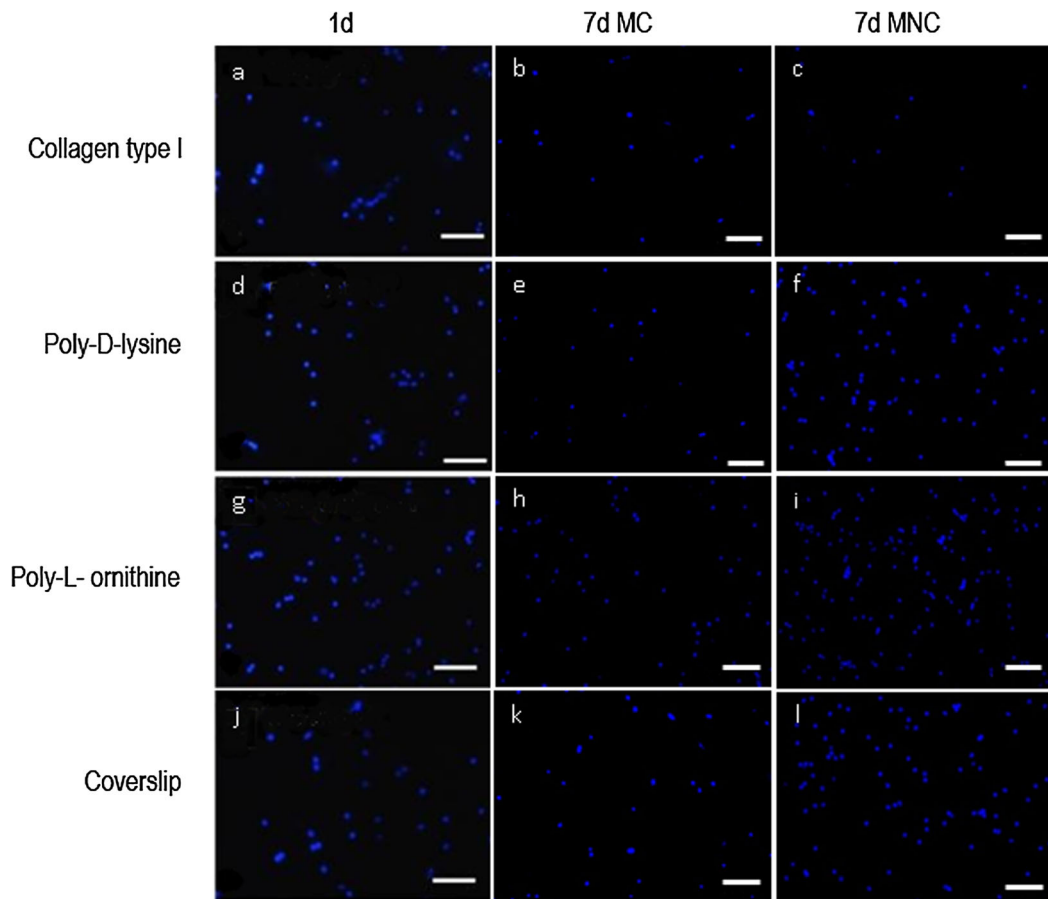 1d 7d MC 7d MNC
a b c
Collagen type I
d e f
Poly-D-lysine
g h i
Poly-L- ornithine
j k l
Coverslip